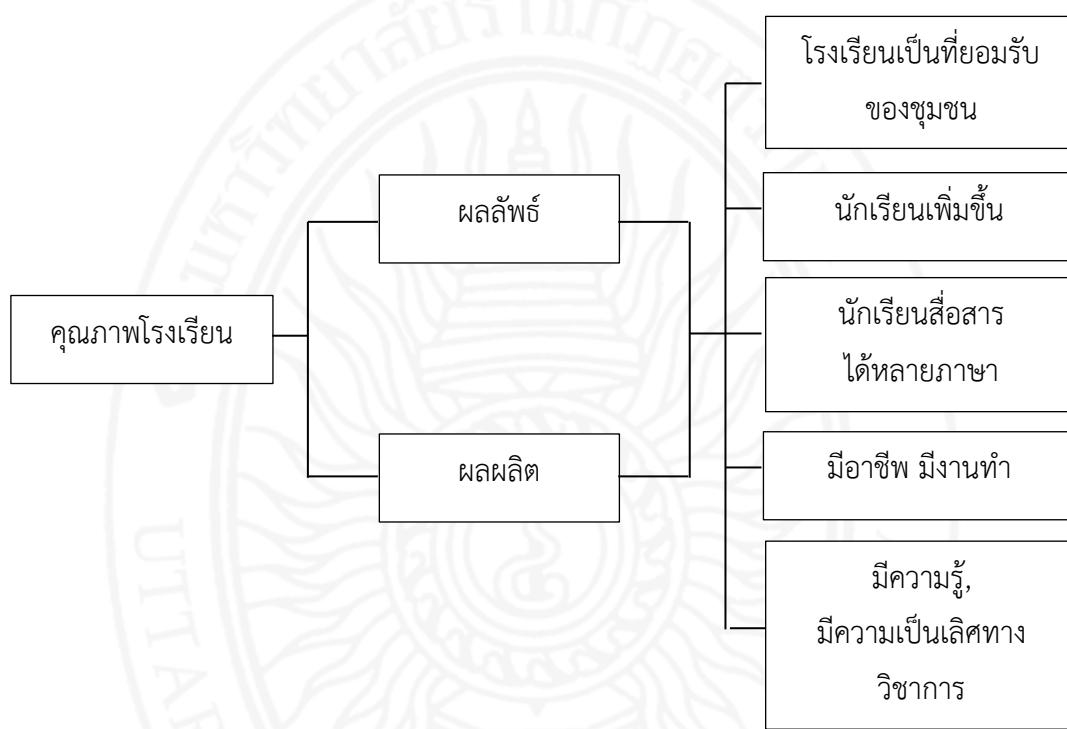 โรงเรียนเป็นที่ยอมรับ
ของชุมชน
ผลลัพธ์
นักเรียนเพิ่มขึ้น
คุณภาพโรงเรียน
นักเรียนสื่อสาร
ได้หลายภาษา
ผลผลิต
มีอาชีพ มีงานทำ
มีความรู้,
มีความเป็นเลิศทาง
วิชาการ